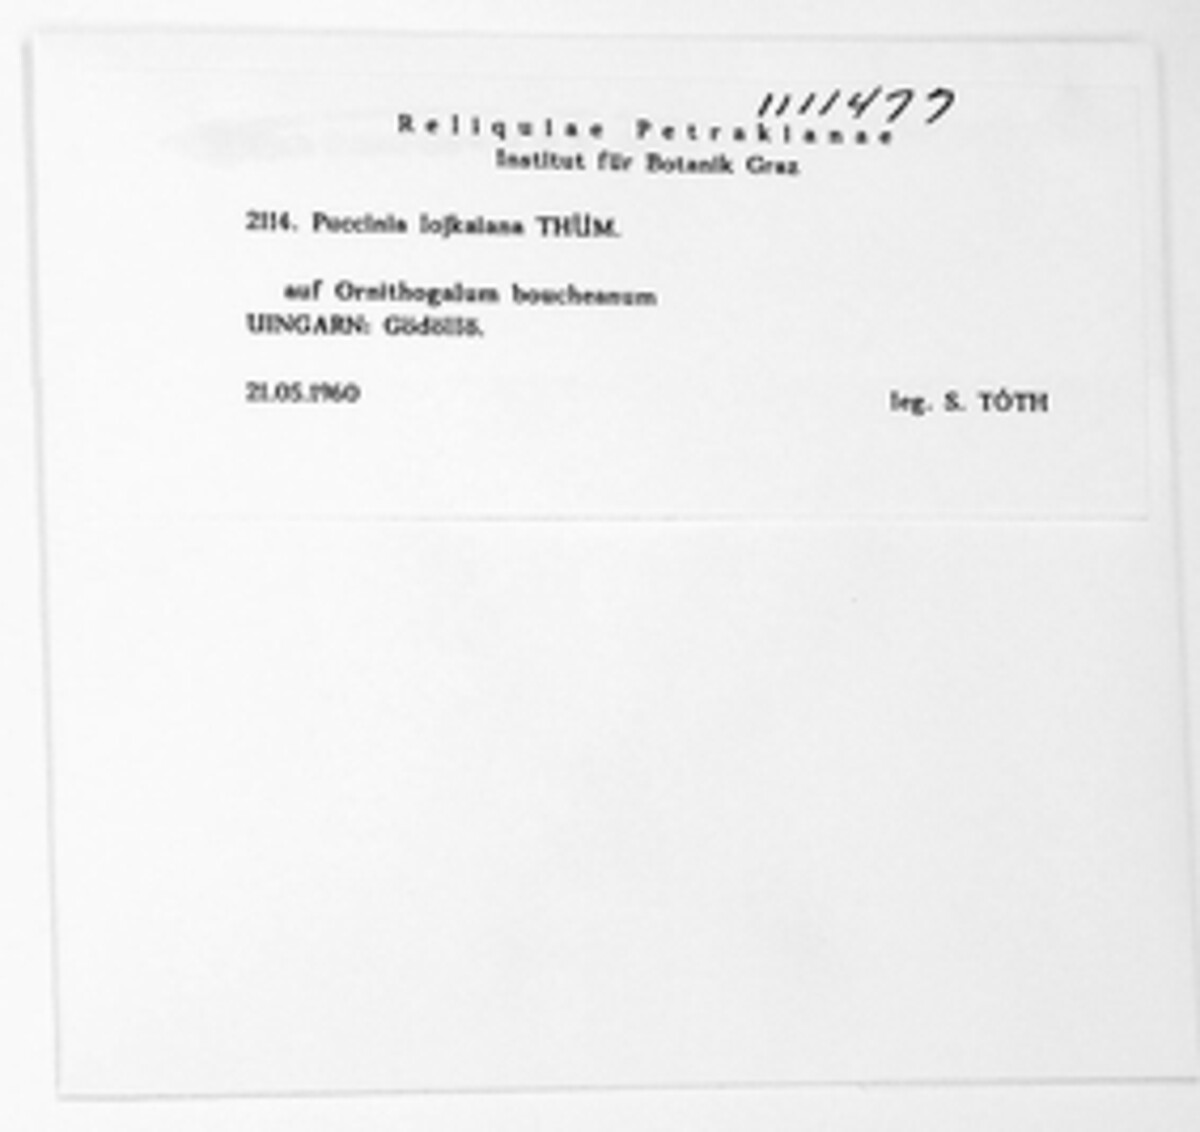 1111477
Reliquiae Petrakianae
Institut für Botanik Graz
2114. Puccinia lojkaiana THÜM.
auf Ornithogalum boucheanum
UINGARN: Gödöllö.
21.05.1960
leg. S. TÓTH